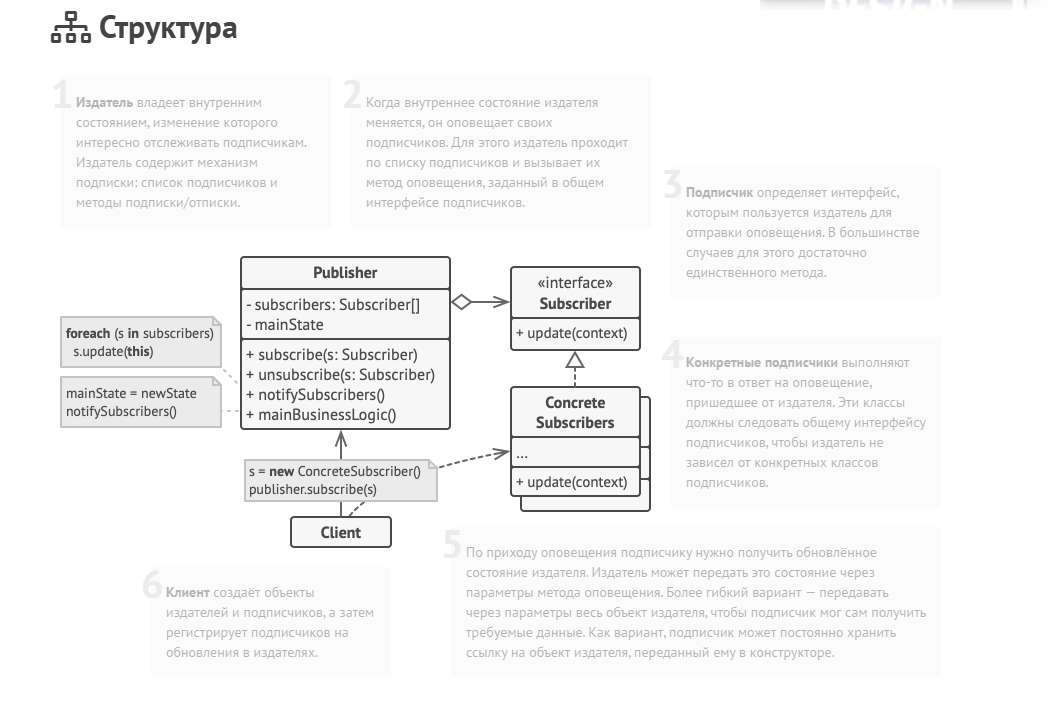 Структура
1
Издатель владеет внутренним
состоянием, изменение которого
интересно отслеживать подписчикам.
Издатель содержит механизм
подписки: список подписчиков и
методы подписки/отписки.
2
Когда внутреннее состояние издателя
меняется, он оповещает своих
подписчиков. Для этого издатель проходит
по списку подписчиков и вызывает их
метод оповещения, заданный в общем
интерфейсе подписчиков.
3
Подписчик определяет интерфейс,
которым пользуется издатель для
отправки оповещения. В большинстве
случаев для этого достаточно
единственного метода.
Publisher
- subscribers: Subscriber[]
- mainState
+ subscribe(s: Subscriber)
+ unsubscribe(s: Subscriber)
+ notifySubscribers()
+ mainBusinessLogic()
foreach (s in subscribers)
s.update(this)
mainState = newState
notifySubscribers()
«interface»
Subscriber
+ update(context)
4
Конкретные подписчики выполняют
что-то в ответ на оповещение,
пришедшее от издателя. Эти классы
должны следовать общему интерфейсу
подписчиков, чтобы издатель не
зависел от конкретных классов
подписчиков.
Concrete
Subscribers
...
+ update(context)
s = new ConcreteSubscriber()
publisher.subscribe(s)
Client
5
По приходу оповещения подписчику нужно получить обновлённое
состояние издателя. Издатель может передать это состояние через
параметры метода оповещения. Более гибкий вариант — передавать
через параметры весь объект издателя, чтобы подписчик мог сам получить
требуемые данные. Как вариант, подписчик может постоянно хранить
ссылку на объект издателя, переданный ему в конструкторе.
6
Клиент создаёт объекты
издателей и подписчиков, а затем
регистрирует подписчиков на
обновления в издателях.